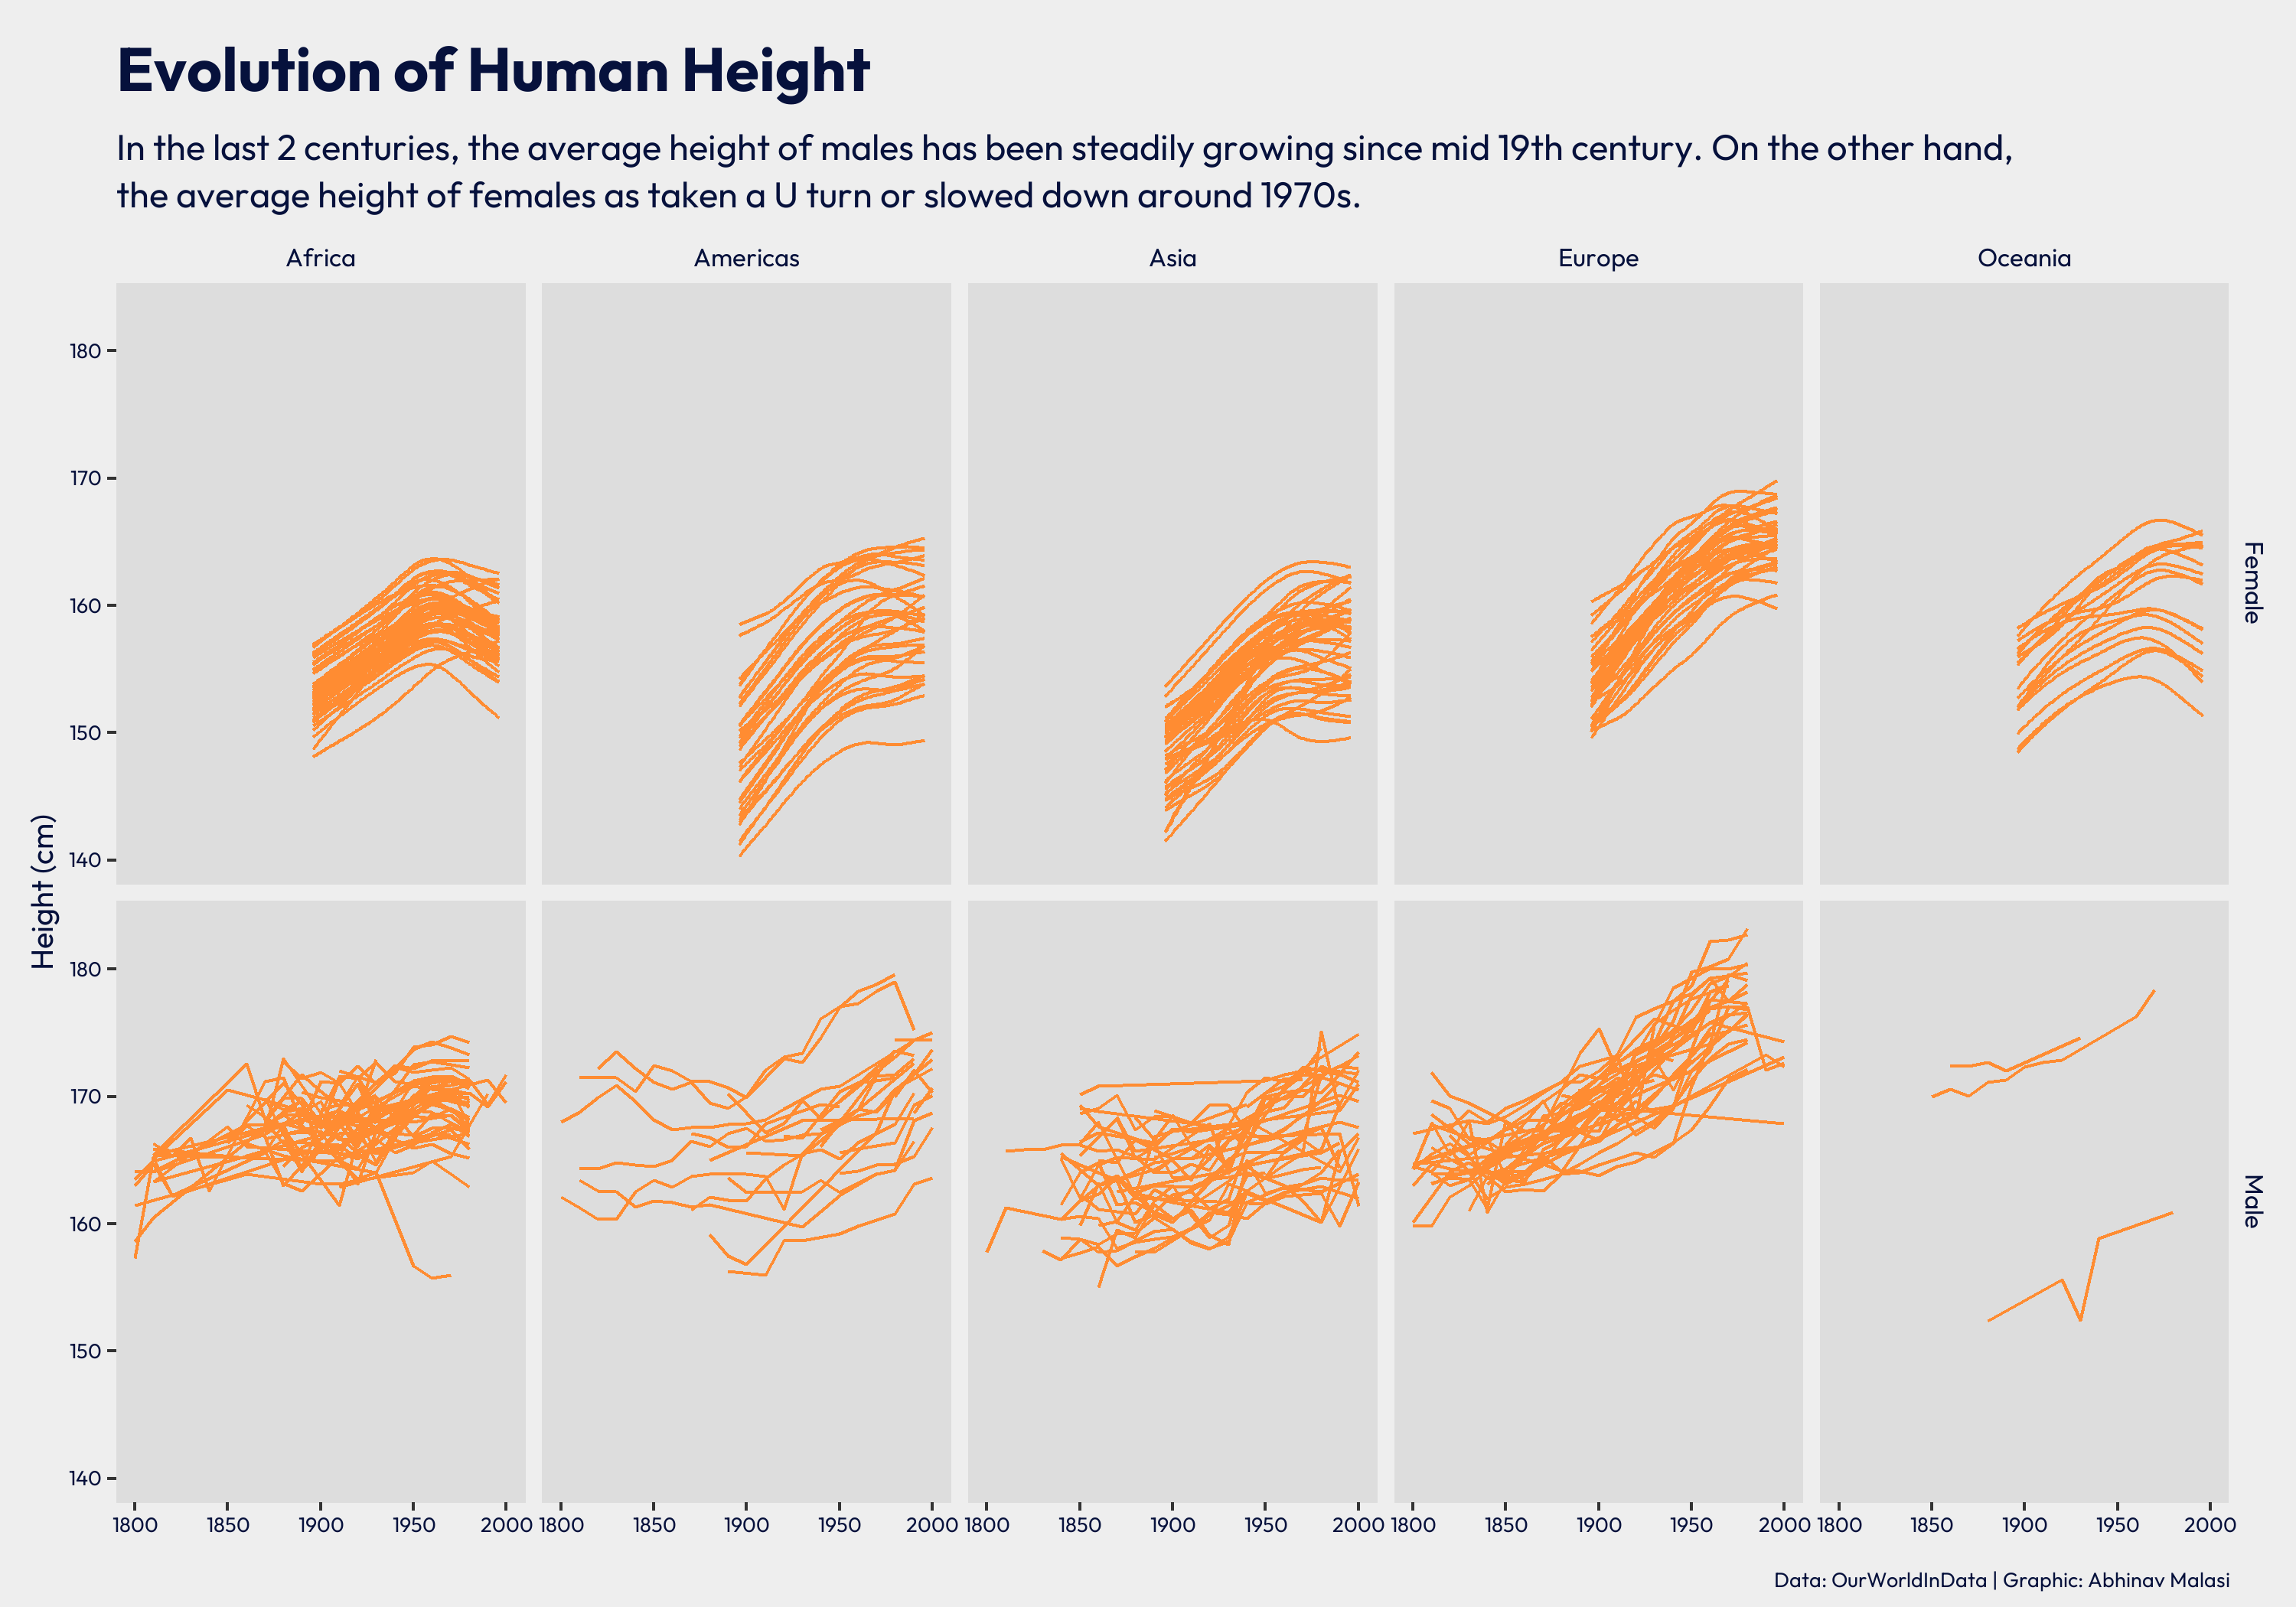 Evolution of Human Height
In the last 2 centuries, the average height of males has been steadily growing since mid 19th century. On the other hand,
the average height of females as taken a U turn or slowed down around 1970s.
Africa Americas Asia Europe Oceania
180
170
160
150
140
Female
Height (cm)
180
170
160
150
140
Male
1800 1850 1900 1950 2000 1800 1850 1900 1950 2000 1800 1850 1900 1950 2000 1800 1850 1900 1950 2000 1800 1850 1900 1950 2000
Data: OurWorldInData | Graphic: Abhinav Malasi